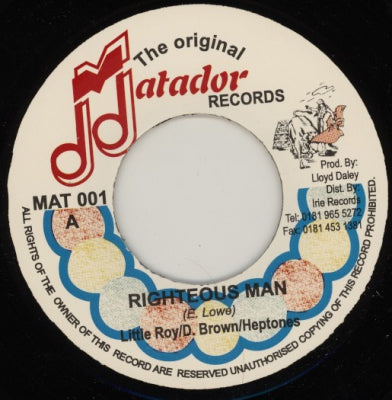 The original
Matador
RECORDS
Prod. By:
Lloyd Daley
Dist. By:
Irie Records
Tel: 0181 965 5272
Fax: 0181 453 1381
MAT 001
A
RIGHTEOUS MAN
(E. Lowe)
Little Roy/D. Brown/Heptones
ALL RIGHTS OF THE OWNER OF THIS RECORD ARE RESERVED UNAUTHORISED COPYING OF THIS RECORD PROHIBITED.